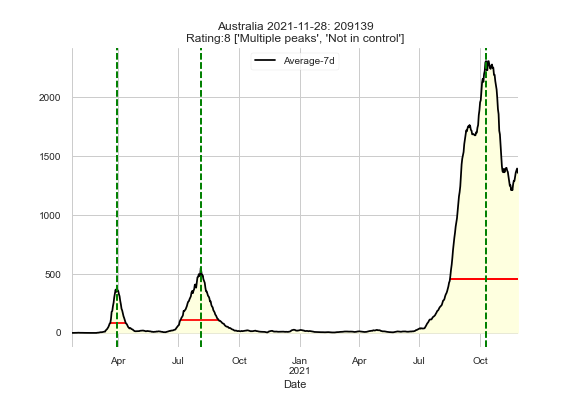 Australia 2021-11-28: 209139
Rating:8 ['Multiple peaks', 'Not in control']
Average-7d
2000
1500
1000
500
0
Apr Jul Oct Jan Apr Jul Oct
2021
Date